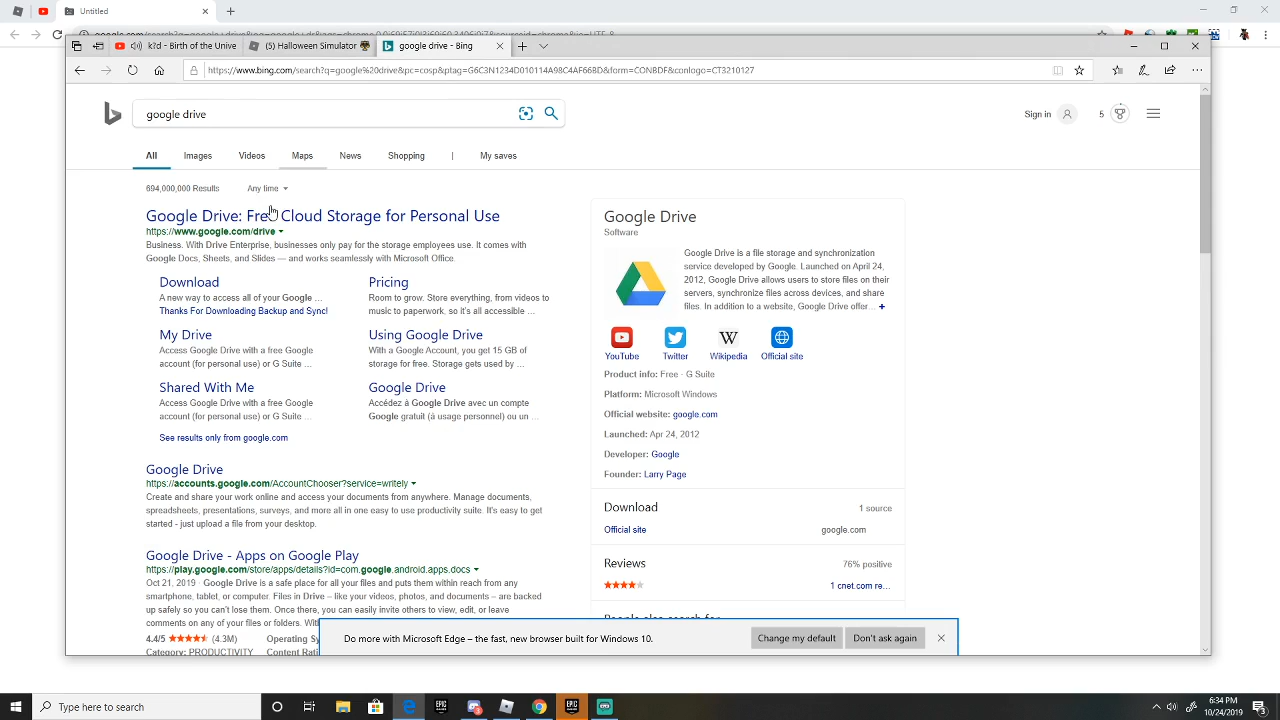 Untitled
k?d - Birth of the Unive
(5) Halloween Simulator
google drive - Bing
https://www.bing.com/search?q=google%20drive&pc=cosp&ptag=G6C3N1234D010114A98C4AF66BD&form=CONBDF&conlogo=CT3210127
google drive
Sign in
5
All
Images
Videos
Maps
News
Shopping
|
My saves
694,000,000 Results
Any time
Google Drive: Free Cloud Storage for Personal Use
https://www.google.com/drive
Business. With Drive Enterprise, businesses only pay for the storage employees use. It comes with
Google Docs, Sheets, and Slides — and works seamlessly with Microsoft Office.
Download
A new way to access all of your Google ...
Thanks For Downloading Backup and Sync!
Pricing
Room to grow. Store everything, from videos to
music to paperwork, so it's all accessible ...
My Drive
Access Google Drive with a free Google
account (for personal use) or G Suite ...
Using Google Drive
With a Google Account, you get 15 GB of
storage for free. Storage gets used by ...
Shared With Me
Access Google Drive with a free Google
account (for personal use) or G Suite ...
Google Drive
Accédez à Google Drive avec un compte
Google gratuit (à usage personnel) ou un ...
See results only from google.com
Google Drive
https://accounts.google.com/AccountChooser?service=writely
Create and share your work online and access your documents from anywhere. Manage documents,
spreadsheets, presentations, surveys, and more all in one easy to use productivity suite. It's easy to get
started - just upload a file from your desktop.
Google Drive - Apps on Google Play
https://play.google.com/store/apps/details?id=com.google.android.apps.docs
Oct 21, 2019 · Google Drive is a safe place for all your files and puts them within reach from any
smartphone, tablet, or computer. Files in Drive – like your videos, photos, and documents – are backed
up safely so you can't lose them. Once there, you can easily invite others to view, edit, or leave
comments on any of your files or folders. With
4.4/5
(4.3M)
Operating Sy
Category: PRODUCTIVITY
Content Rati
Google Drive
Software
Google Drive is a file storage and synchronization
service developed by Google. Launched on April 24,
2012, Google Drive allows users to store files on their
servers, synchronize files across devices, and share
files. In addition to a website, Google Drive offer... +
YouTube
Twitter
W
Wikipedia
Official site
Product info: Free · G Suite
Platform: Microsoft Windows
Official website: google.com
Launched: Apr 24, 2012
Developer: Google
Founder: Larry Page
Download
1 source
Official site
google.com
Reviews
76% positive
1 cnet.com re...
People also search for
Do more with Microsoft Edge – the fast, new browser built for Windows 10.
Change my default
Don't ask again
Type here to search
EPIC
EPIC
6:34 PM
10/24/2019